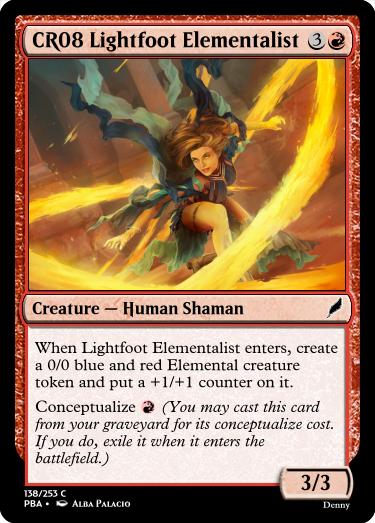 CR08 Lightfoot Elementalist 3
Creature — Human Shaman
When Lightfoot Elementalist enters, create
a 0/0 blue and red Elemental creature
token and put a +1/+1 counter on it.
Conceptualize (You may cast this card
from your graveyard for its conceptualize cost.
If you do, exile it when it enters the
battlefield.)
3/3
138/253 C
PBA • Alba Palacio
Denny